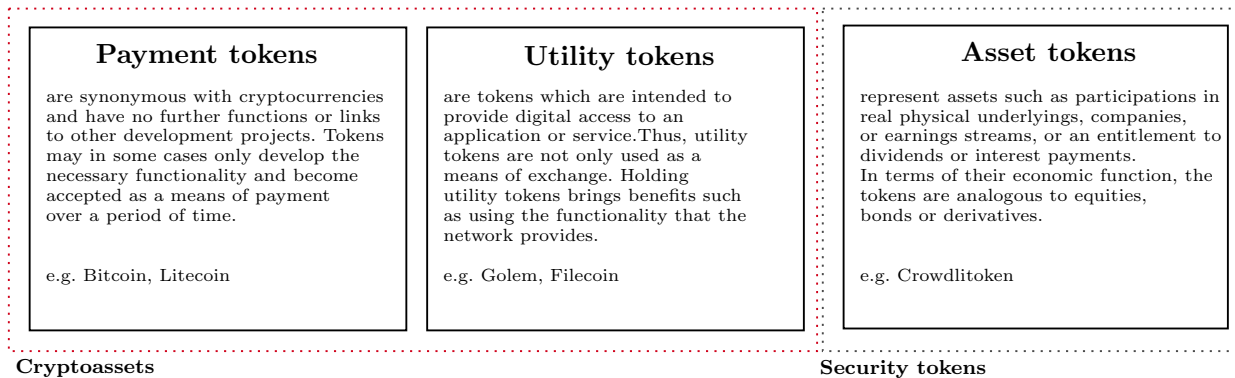 Payment tokens
are synonymous with cryptocurrencies
and have no further functions or links
to other development projects. Tokens
may in some cases only develop the
necessary functionality and become
accepted as a means of payment
over a period of time.
e.g. Bitcoin, Litecoin
Utility tokens
are tokens which are intended to
provide digital access to an
application or service.Thus, utility
tokens are not only used as a
means of exchange. Holding
utility tokens brings benefits such
as using the functionality that the
network provides.
e.g. Golem, Filecoin
Asset tokens
represent assets such as participations in
real physical underlyings, companies,
or earnings streams, or an entitlement to
dividends or interest payments.
In terms of their economic function, the
tokens are analogous to equities,
bonds or derivatives.
e.g. Crowdlitoken
Cryptoassets
Security tokens